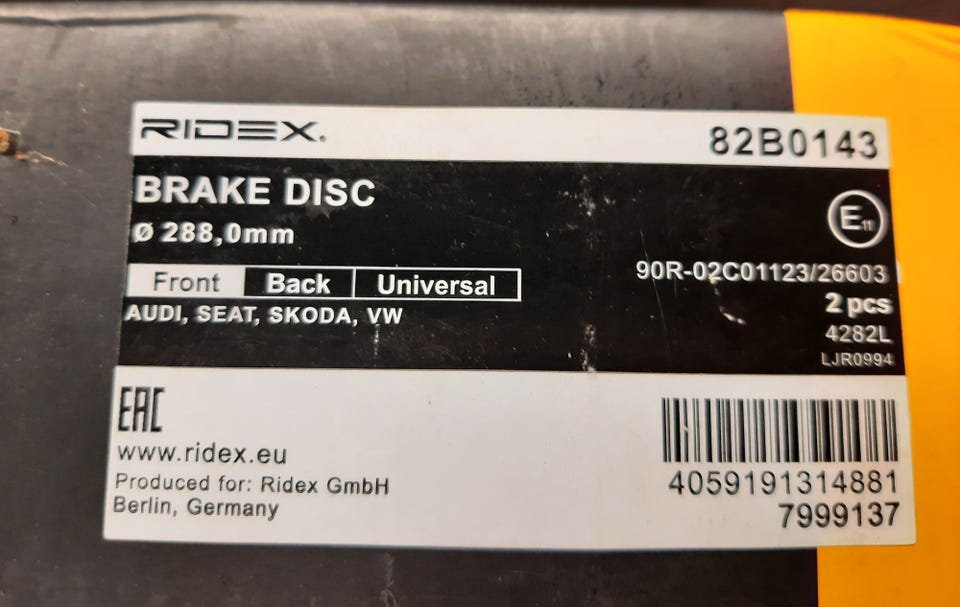 RIDEX®
82B0143
BRAKE DISC
ø 288,0mm
E11
Front Back Universal
90R-02C01123/26603
AUDI, SEAT, SKODA, VW
2 pcs
4282L
LJR0994
EAC
www.ridex.eu
Produced for: Ridex GmbH
Berlin, Germany
4059191314881
7999137